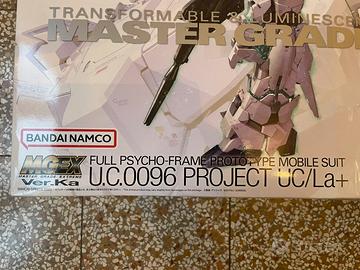 TRANSFORMABLE & LUMINESCE
MASTER GRADE
BANDAI NAMCO
MGEX
MASTER GRADE EXTREME
Ver.Ka
FULL PSYCHO-FRAME PROTOTYPE MOBILE SUIT
U.C.0096 PROJECT UC/La+